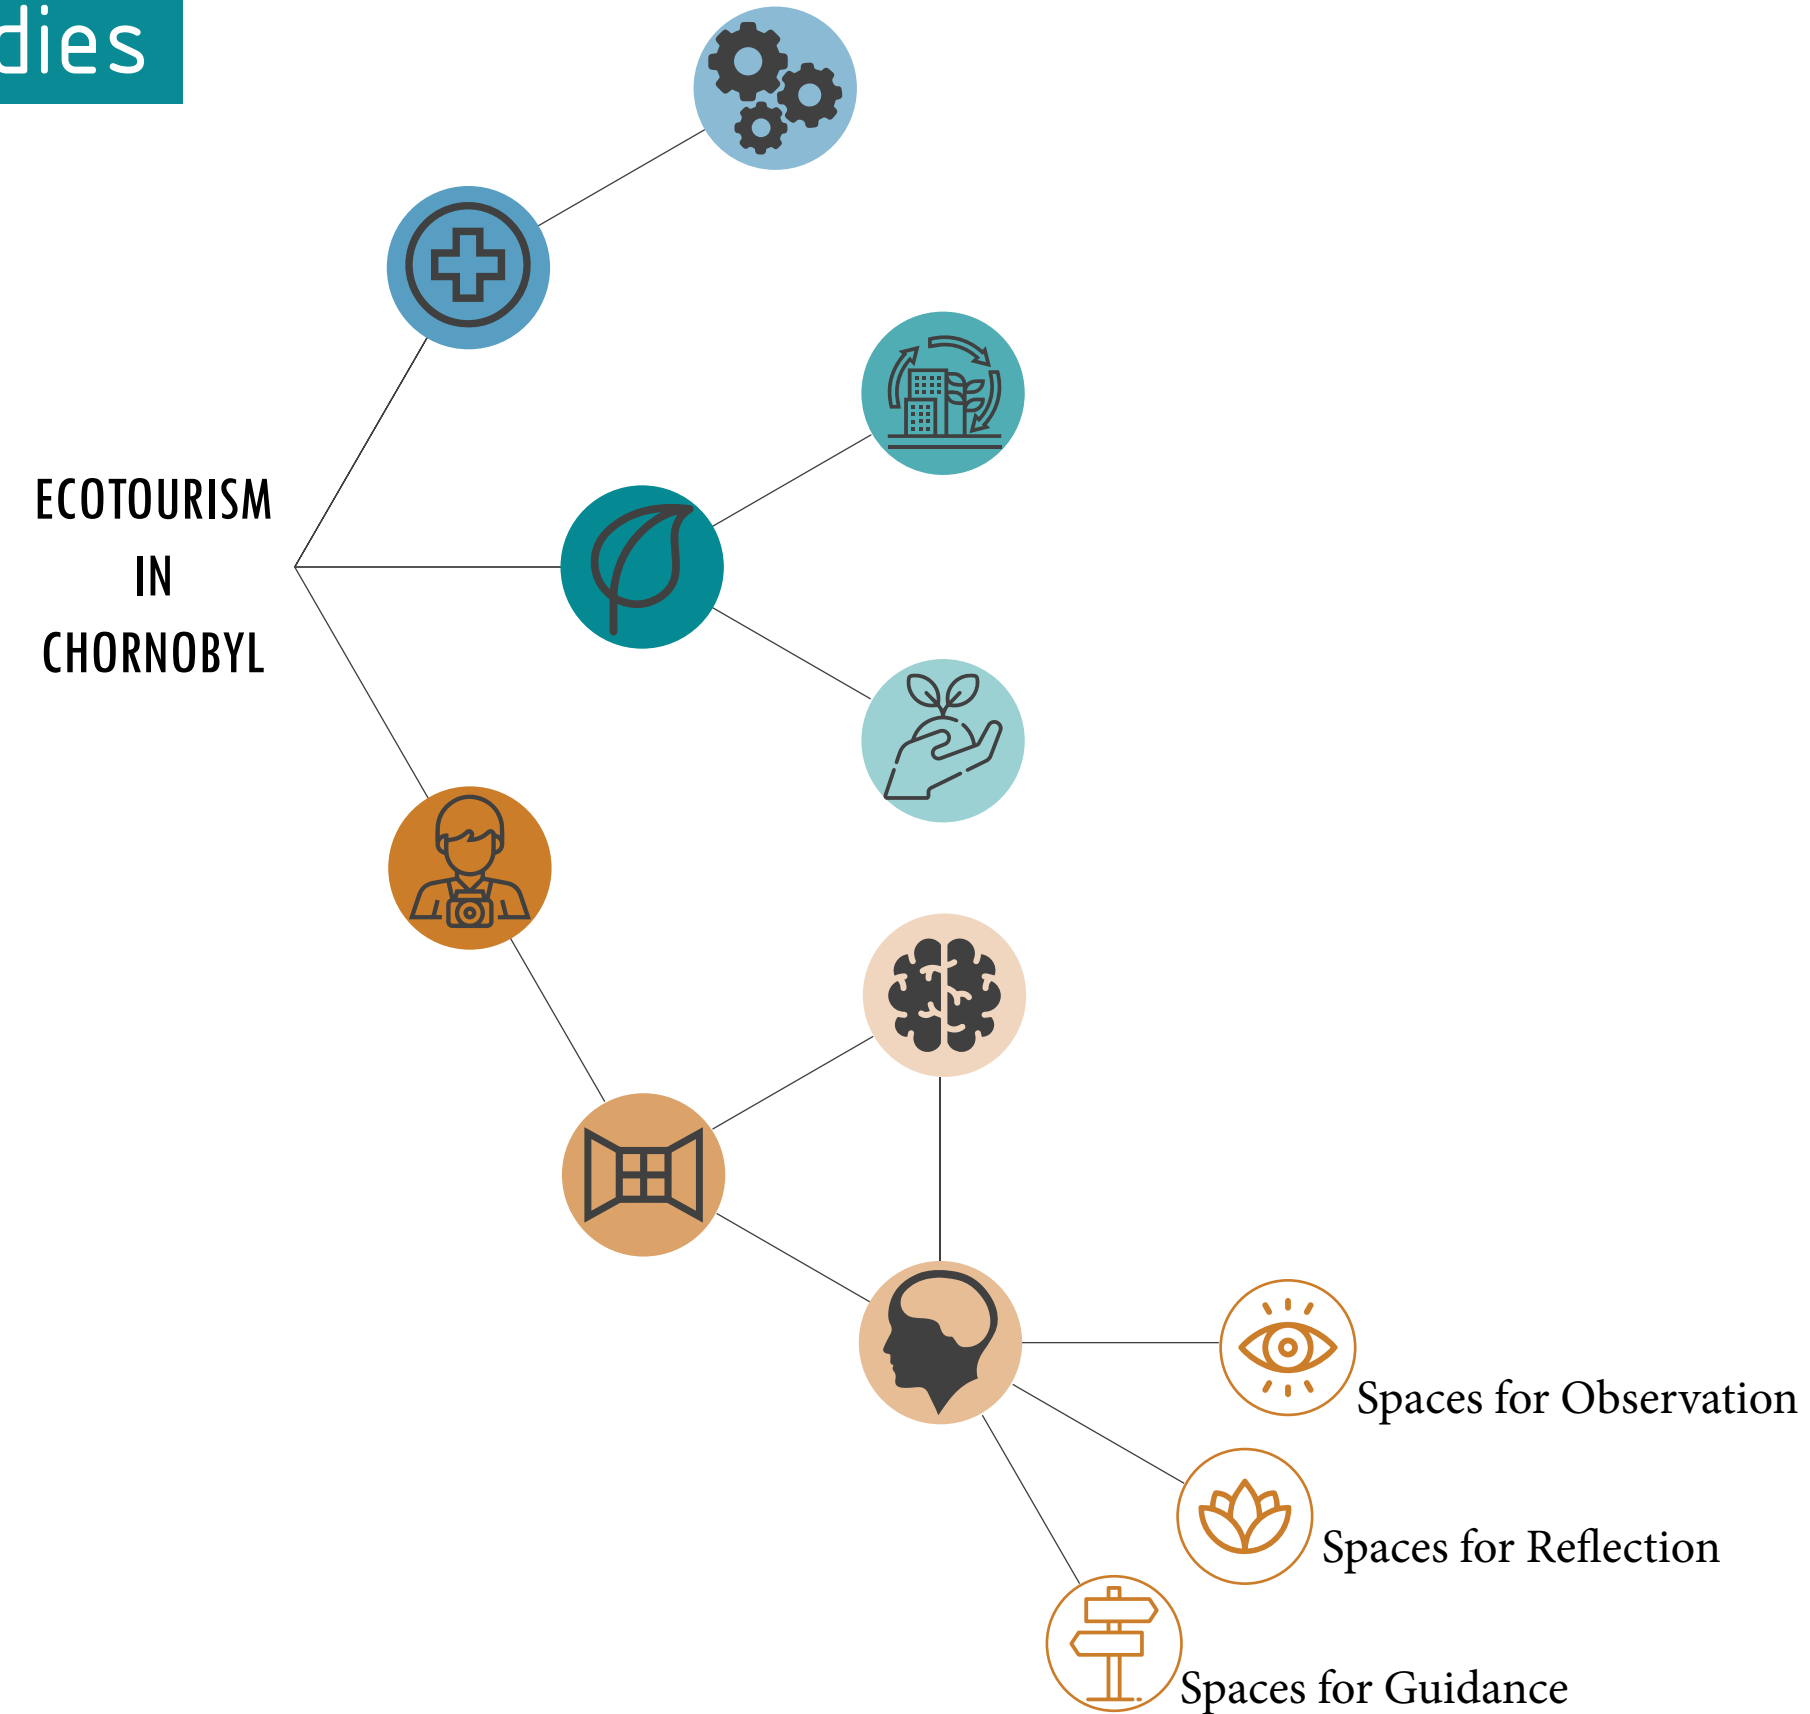 dies
ECOTOURISM
IN
CHORNOBYL
Spaces for Observation
Spaces for Reflection
Spaces for Guidance